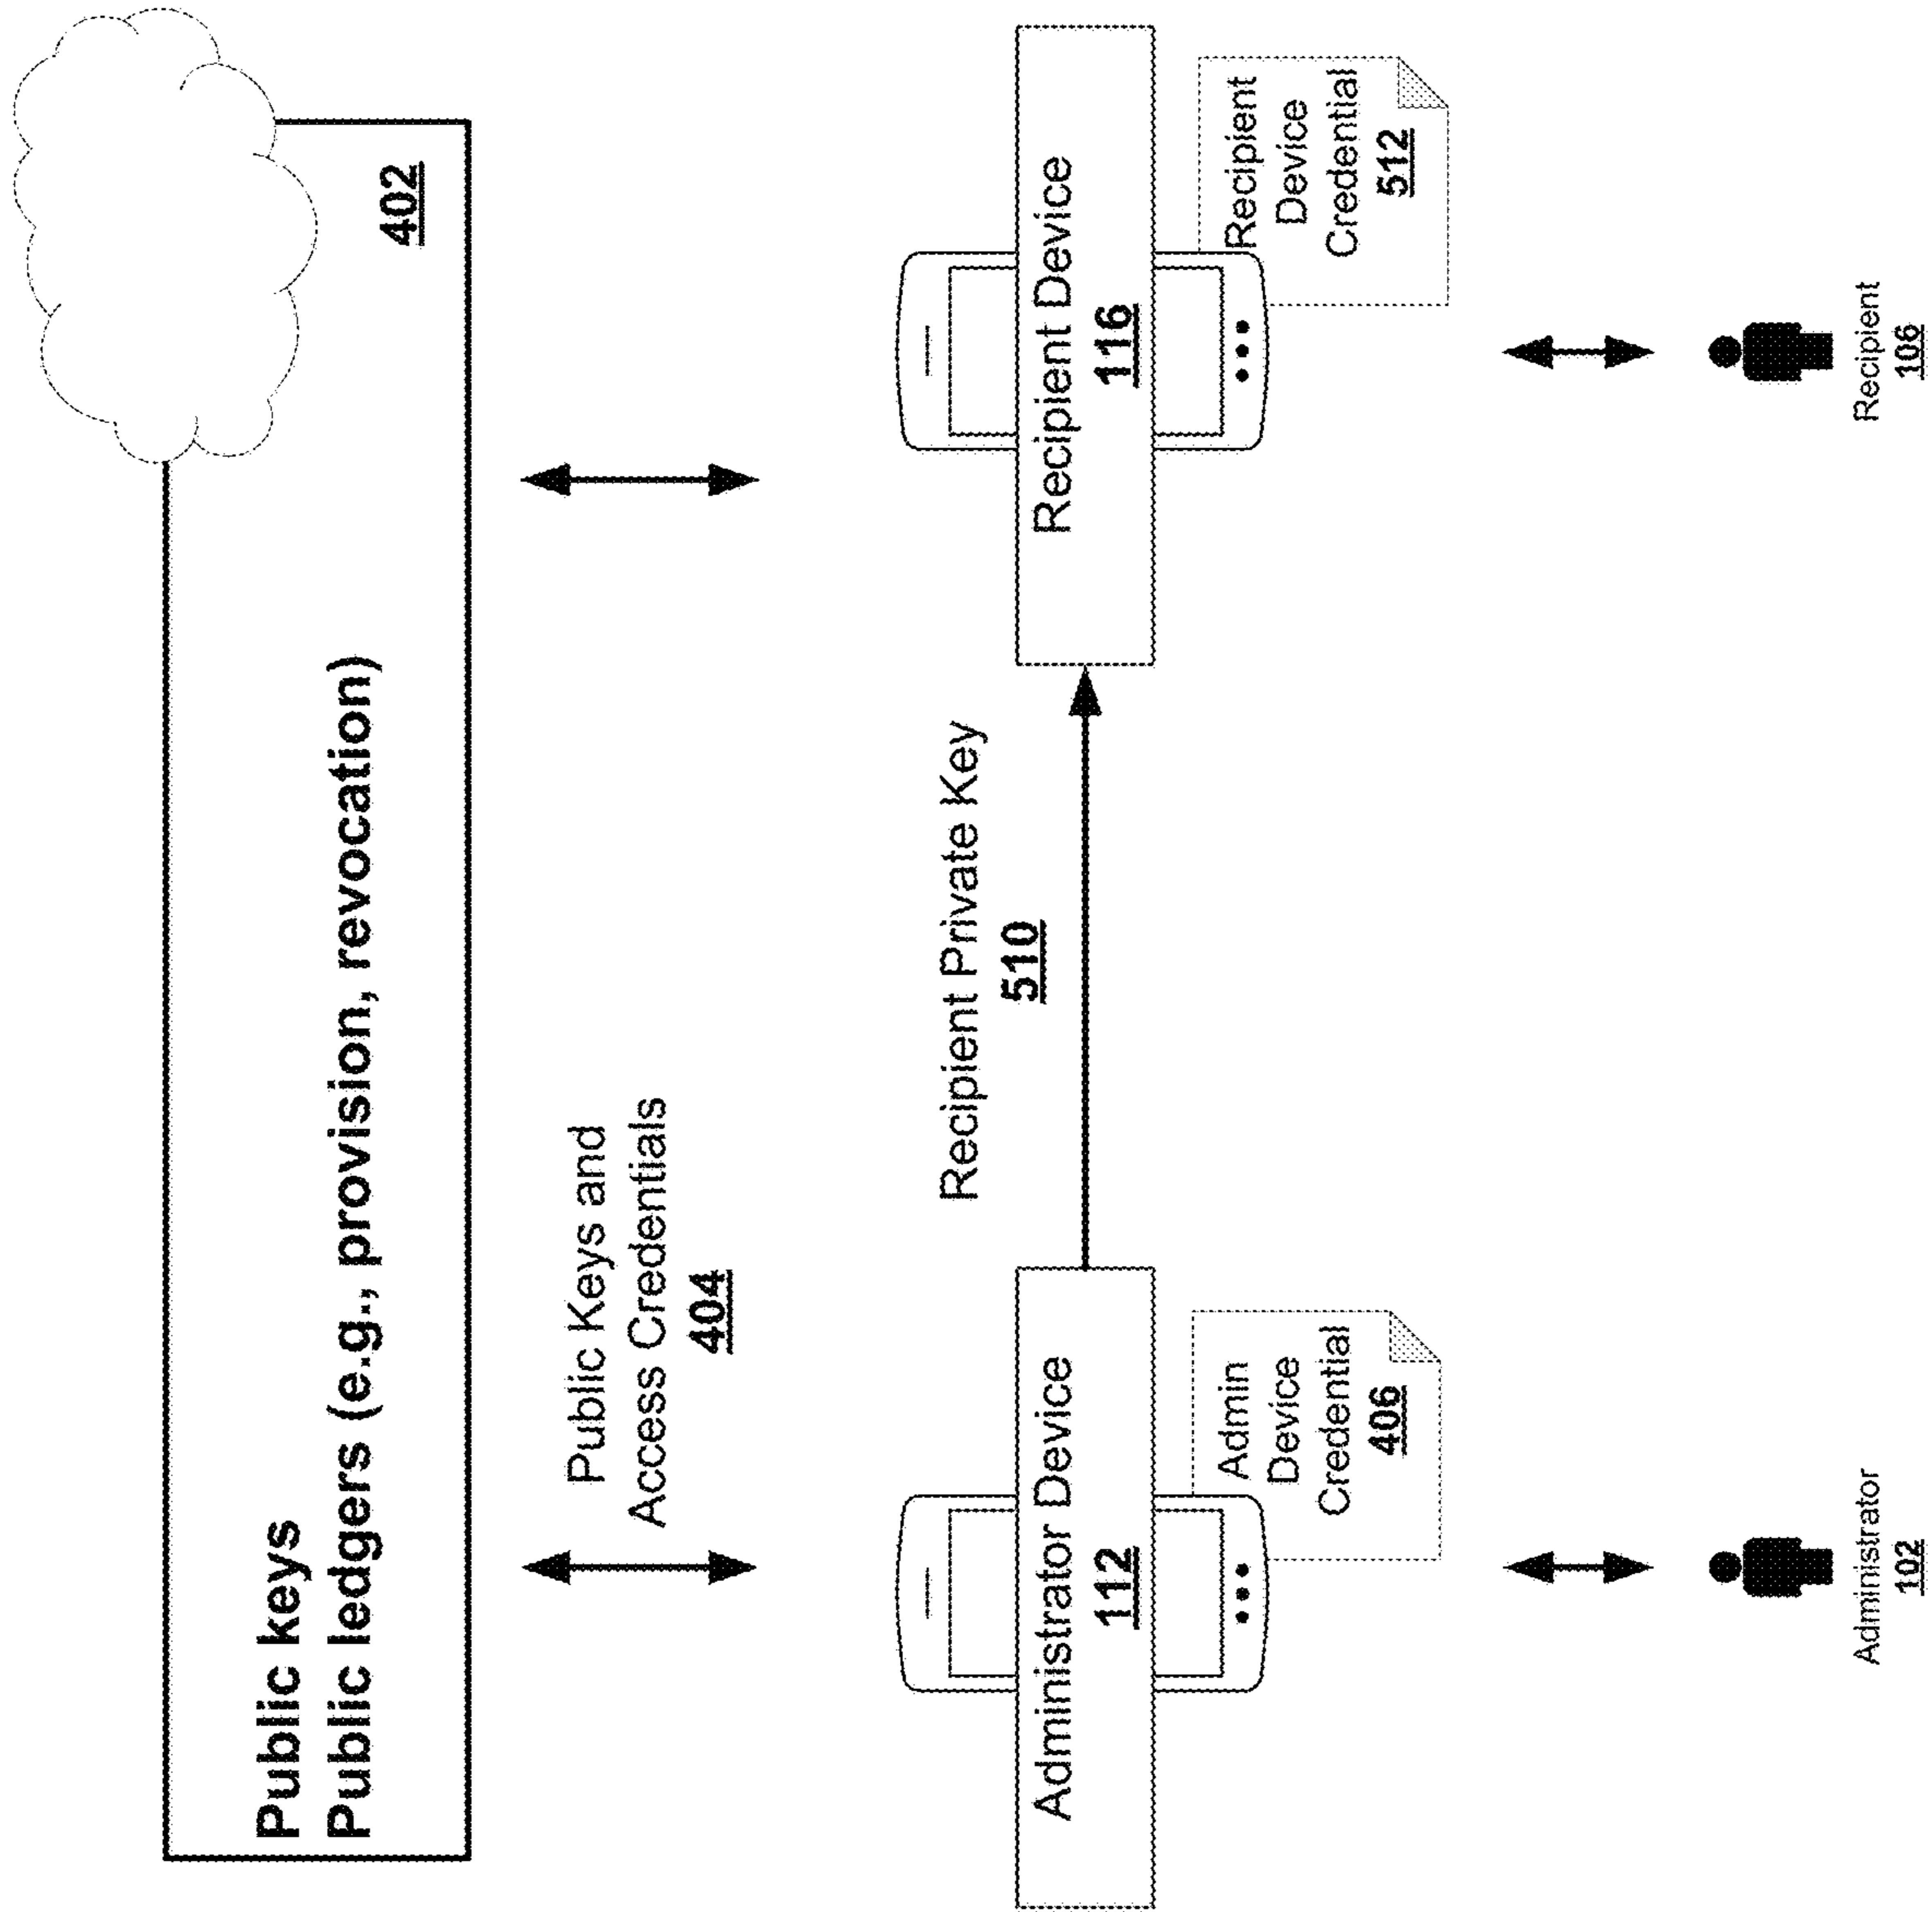 Public keys
Public ledgers (e.g., provision, revocation)
402
Public Keys and
Access Credentials
404
Administrator Device
112
Admin
Device
Credential
406
Administrator
102
Recipient Private Key
510
Recipient Device
116
Recipient
Device
Credential
512
Recipient
106